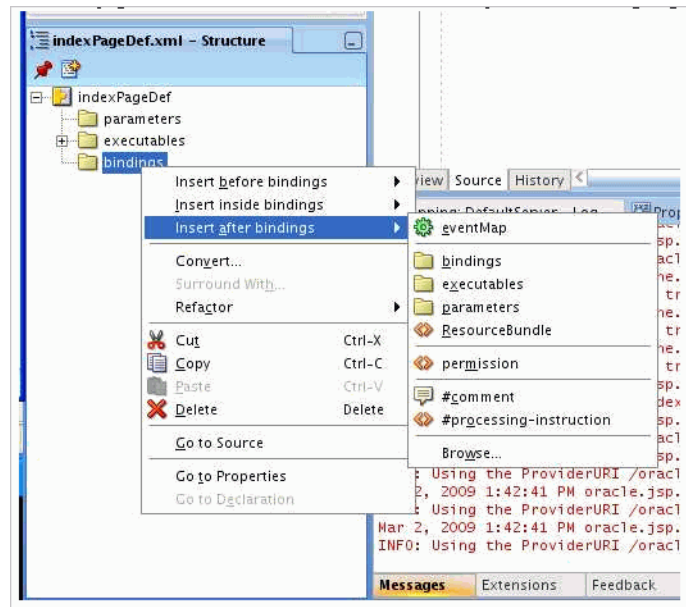 indexPageDef.xml - Structure
indexPageDef
parameters
executables
bindings
Insert before bindings
Insert inside bindings
Insert after bindings
Convert...
Surround With...
Refactor
Cut Ctrl-X
Copy Ctrl-C
Paste Ctrl-V
Delete Delete
Go to Source
Go to Properties
Go to Declaration
eventMap
bindings
executables
parameters
ResourceBundle
permission
#comment
#processing-instruction
Browse...
Source History
DefaultServer - Log
: Using the ProviderURI /oracl
2, 2009 1:42:41 PM oracle.jsp.
: Using the ProviderURI /oracl
Mar 2, 2009 1:42:41 PM oracle.jsp.
INFO: Using the ProviderURI /oracl
Messages Extensions Feedback